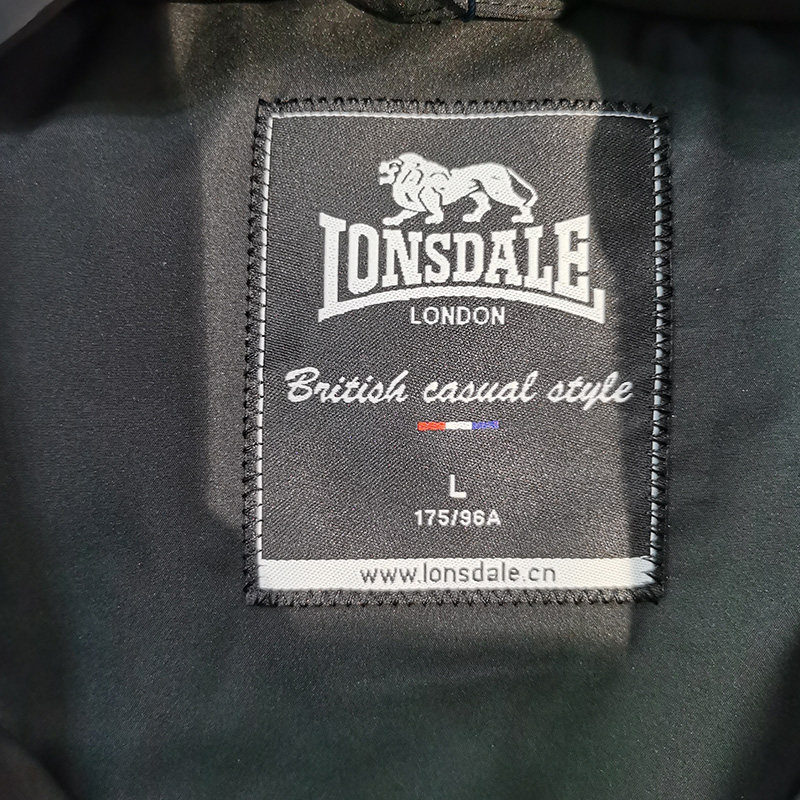 LONSDALE
LONDON
British casual style
L
175/96A
www.lonsdale.cn